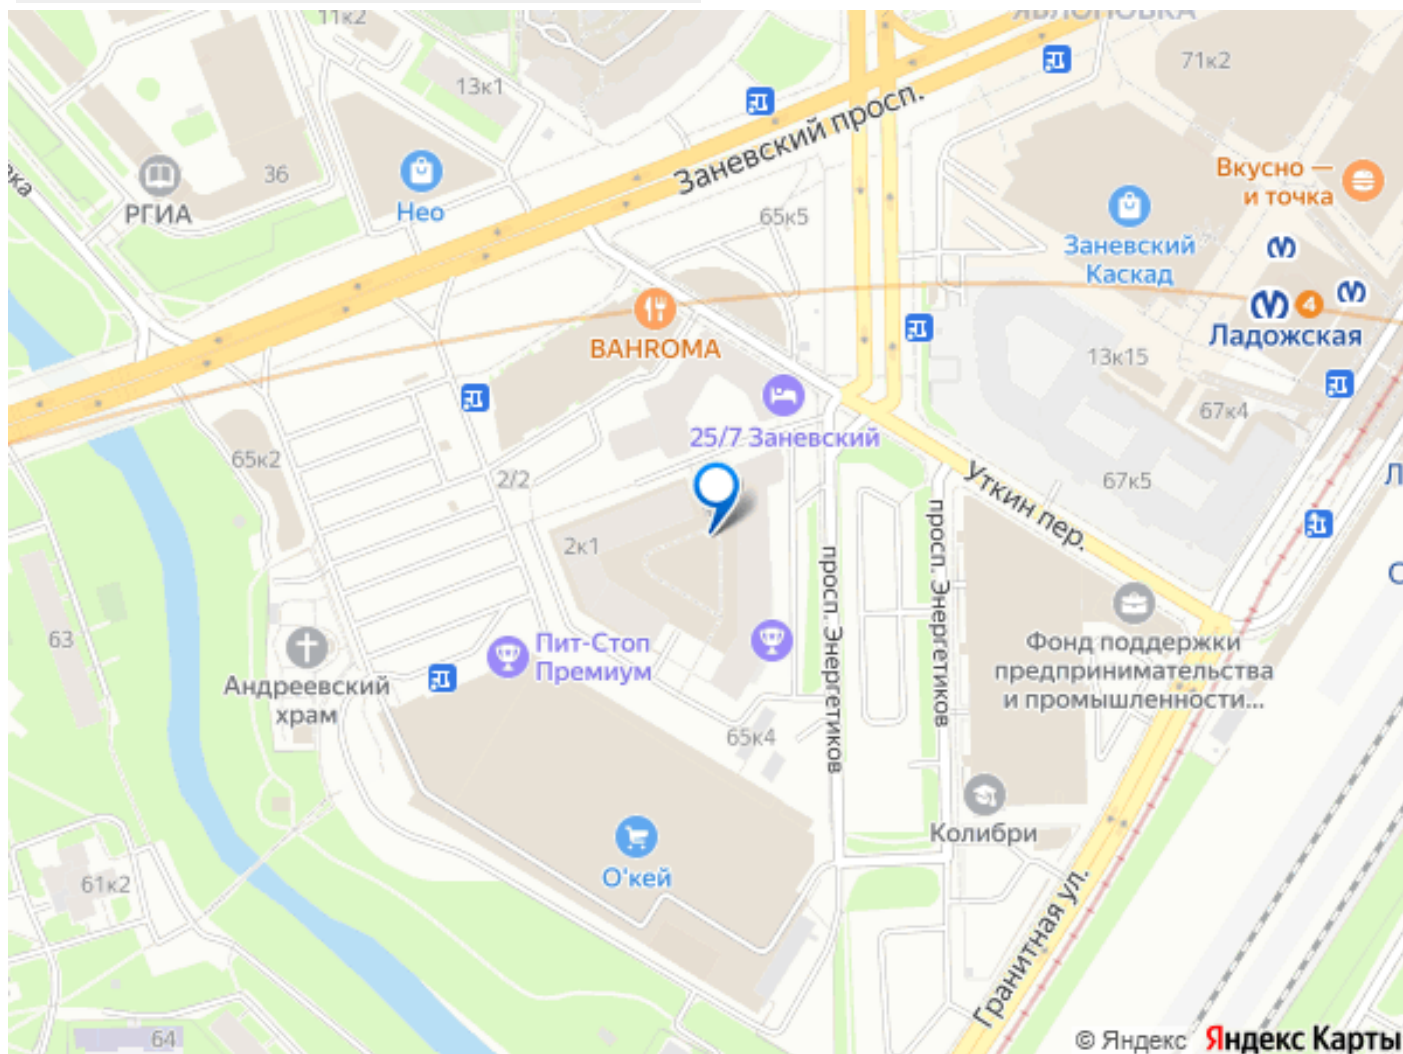 11к2
ЯБЛОНОВКА
71к2
13к1
Заневский просп.
Вкусно —
и точка
36
РГИА
Нео
65к5
Заневский
Каскад
4
Ладожская
BAHROMA
13к15
67к4
25/7 Заневский
65к2
2/2
67к5
Уткин пер.
2к1
просп. Энергетиков
просп. Энергетиков
63
Пит-Стоп
Премиум
Фонд поддержки
предпринимательства
и промышленности...
Андреевский
храм
65к4
Колибри
О'кей
61к2
Гранитная ул.
64
© Яндекс Яндекс Карты